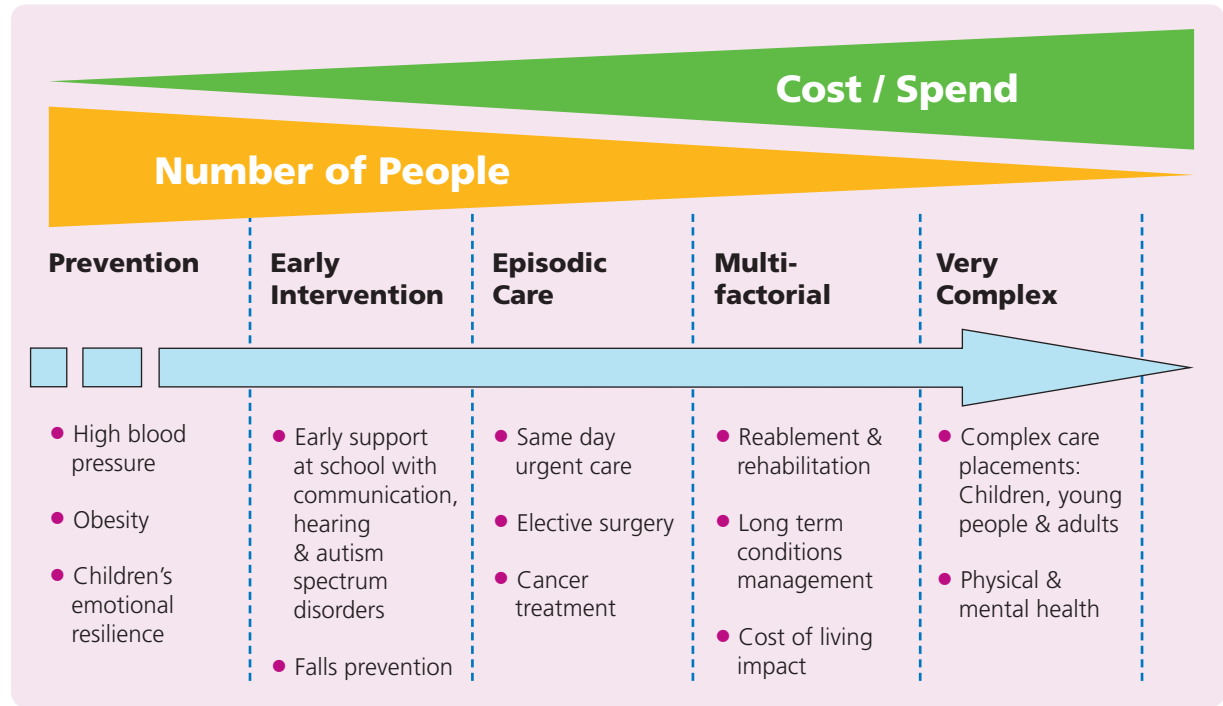 Cost / Spend
Number of People
Prevention
Early
Intervention
Episodic
Care
Multi-
factorial
Very
Complex
• High blood
pressure
• Obesity
• Children’s
emotional
resilience
• Early support
at school with
communication,
hearing
& autism
spectrum
disorders
• Falls prevention
• Same day
urgent care
• Elective surgery
• Cancer
treatment
• Reablement &
rehabilitation
• Long term
conditions
management
• Cost of living
impact
• Complex care
placements:
Children, young
people & adults
• Physical &
mental health